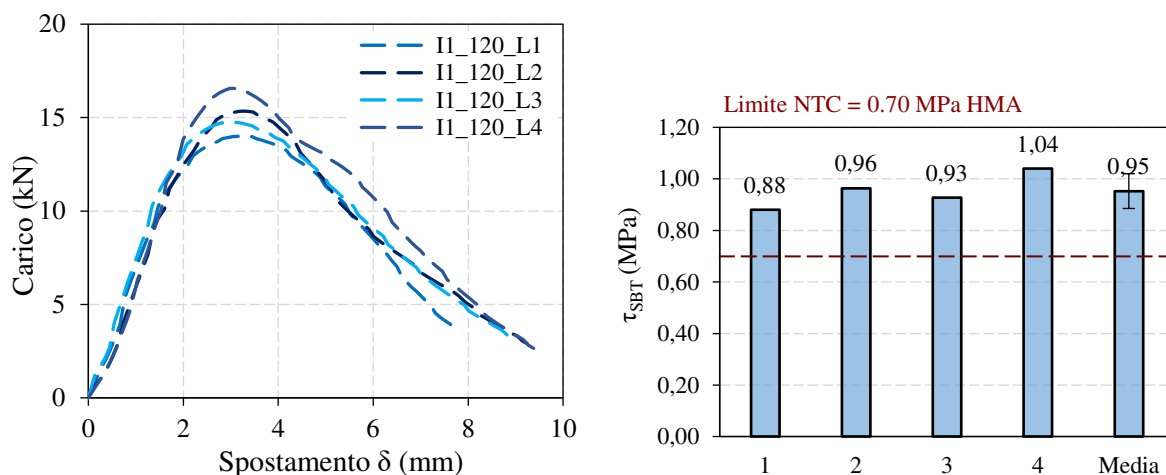 20
15
10
5
0
Carico (kN)
0 2 4 6 8 10
Spostamento δ (mm)
I1_120_L1
I1_120_L2
I1_120_L3
I1_120_L4
Limite NTC = 0.70 MPa HMA
1,20
1,00
0,80
0,60
0,40
0,20
0,00
τSBT (MPa)
0,88
0,96
0,93
1,04
0,95
1 2 3 4 Media